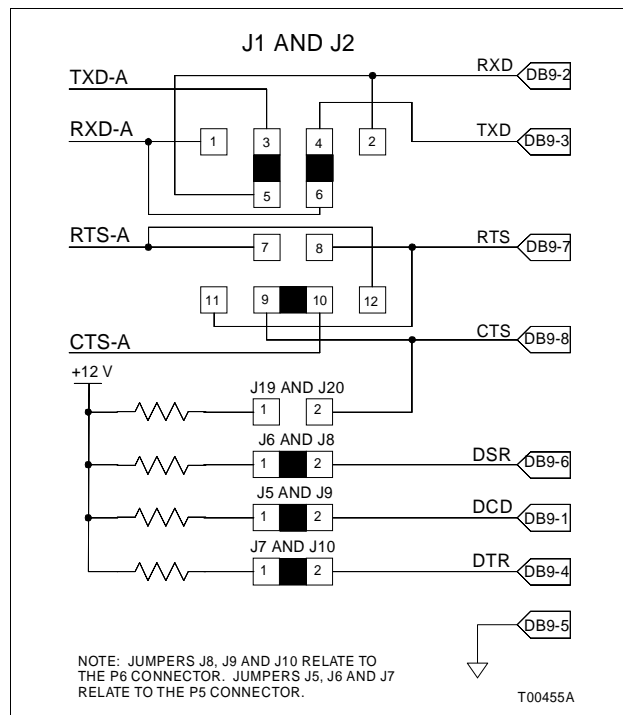 J1 AND J2
TXD-A
RXD
DB9-2
RXD-A
1
3
4
2
TXD
DB9-3
5
6
RTS-A
7
8
RTS
DB9-7
11
9
10
12
CTS-A
CTS
DB9-8
+12 V
J19 AND J20
1
2
J6 AND J8
1
2
DSR
DB9-6
J5 AND J9
1
2
DCD
DB9-1
J7 AND J10
1
2
DTR
DB9-4
DB9-5
NOTE: JUMPERS J8, J9 AND J10 RELATE TO
THE P6 CONNECTOR. JUMPERS J5, J6 AND J7
RELATE TO THE P5 CONNECTOR.
T00455A